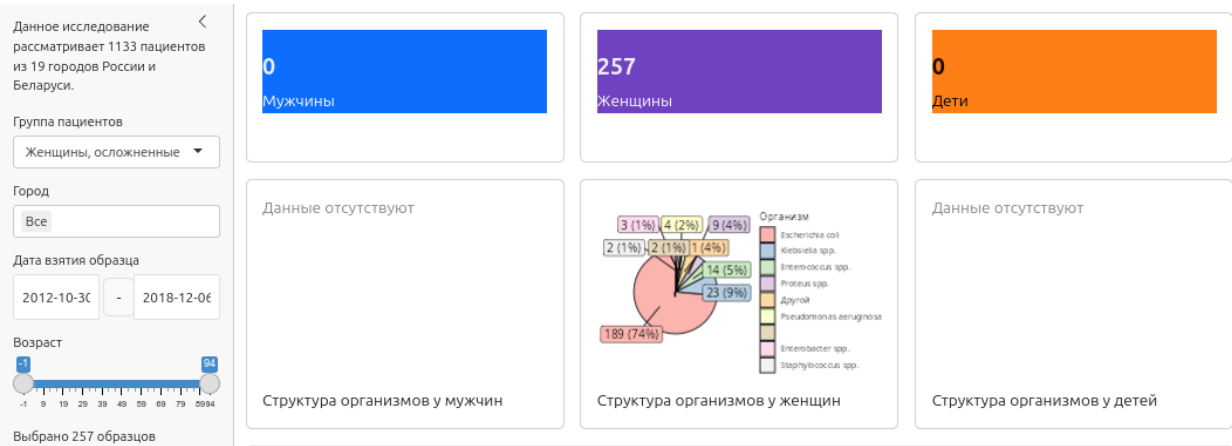 Данное исследование
рассматривает 1133 пациентов
из 19 городов России и
Беларуси.
Группа пациентов
Женщины, осложненные
Город
Все
Дата взятия образца
2012-10-30
-
2018-12-06
Возраст
-1
94
-1 9 19 29 39 49 59 69 79 8994
Выбрано 257 образцов
0
Мужчины
257
Женщины
0
Дети
Данные отсутствуют
Структура организмов у мужчин
3 (1%) 4 (2%) 9 (4%)
2 (1%) 2 (1%) 1 (4%)
14 (5%)
23 (9%)
189 (74%)
Организм
Escherichia coli
Klebsiella spp.
Enterococcus spp.
Proteus spp.
Другой
Pseudomonas aeruginosa
Enterobacter spp.
Staphylococcus spp.
Структура организмов у женщин
Данные отсутствуют
Структура организмов у детей